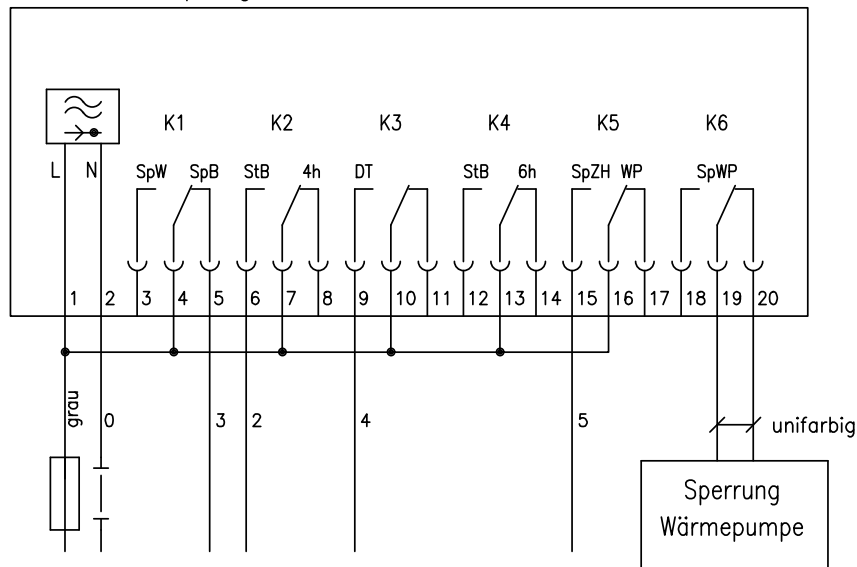 K1 K2 K3 K4 K5 K6
L N SpW SpB StB 4h DT StB 6h SpZH WP SpWP
1 2 3 4 5 6 7 8 9 10 11 12 13 14 15 16 17 18 19 20
grau 0 3 2 4 5 unifarbig
Sperrung
Wärmepumpe